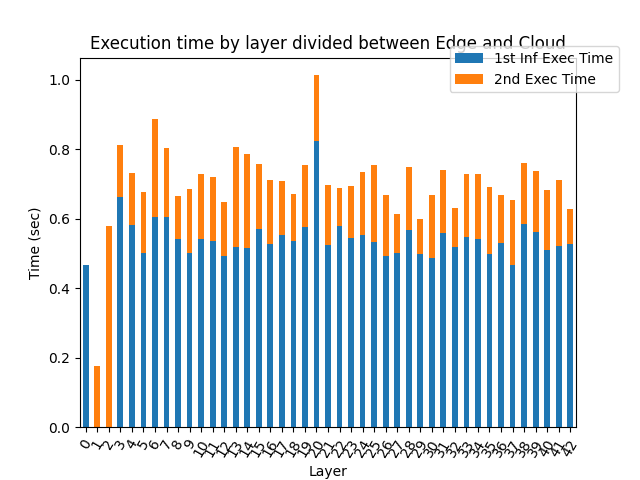 Execution time by layer divided between Edge and Cloud
1st Inf Exec Time
2nd Exec Time
1.0
0.8
0.6
0.4
0.2
0.0
Time (sec)
0 1 2 3 4 5 6 7 8 9 10 11 12 13 14 15 16 17 18 19 20 21 22 23 24 25 26 27 28 29 30 31 32 33 34 35 36 37 38 39 40 41 42
Layer